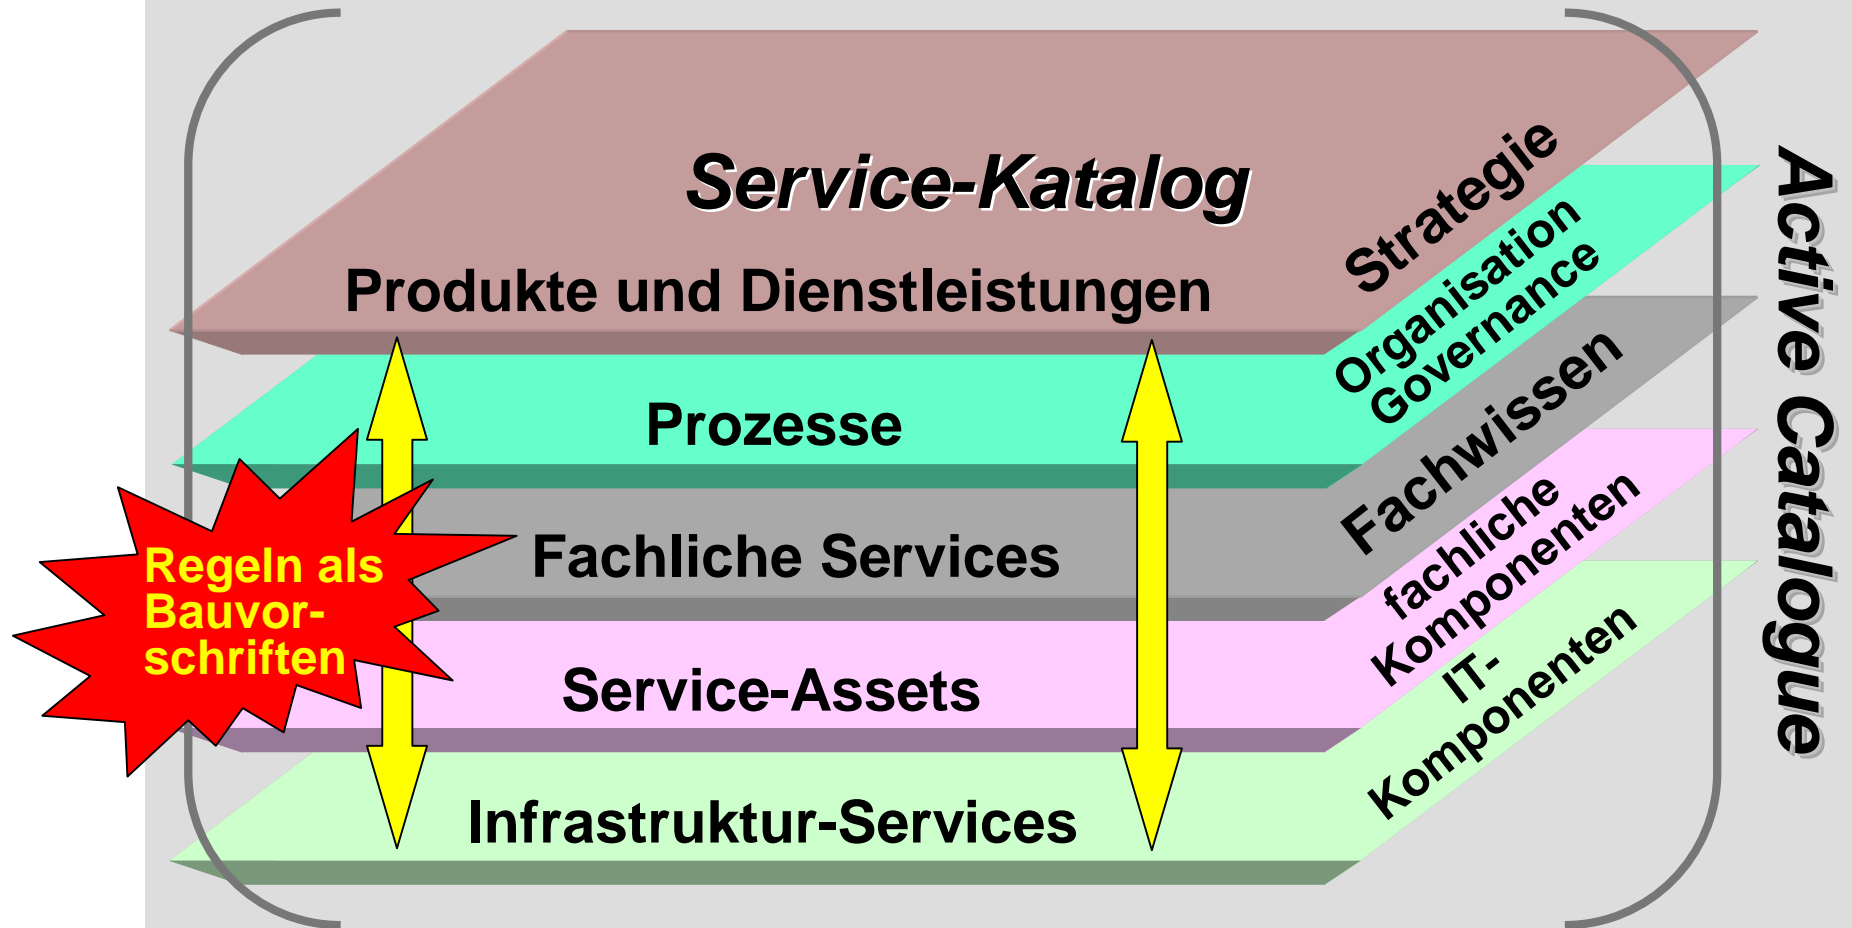 Service-Katalog
Produkte und Dienstleistungen
Strategie
Prozesse
Organisation
Governance
Fachliche Services
Fachwissen
Service-Assets
fachliche
Komponenten
Infrastruktur-Services
IT-
Komponenten
Regeln als
Bauvor-
schriften
Active Catalogue